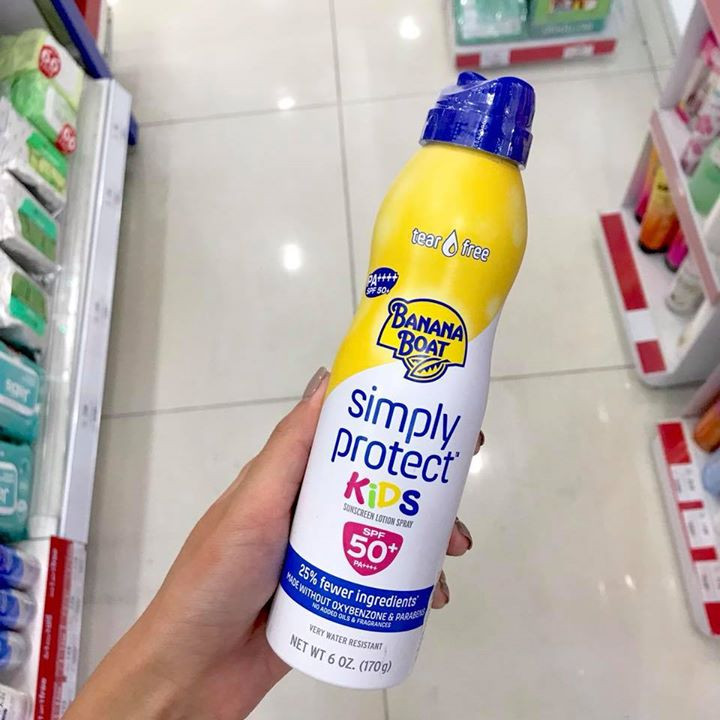 tear free
PA++++
SPF 50+
BANANA
BOAT
simply
protect™
KiDS
SUNSCREEN LOTION SPRAY
SPF
50+
PA++++
25% fewer ingredients*
MADE WITHOUT OXYBENZONE & PARABENS
NO ADDED OILS & FRAGRANCES
VERY WATER RESISTANT
NET WT 6 OZ. (170g)